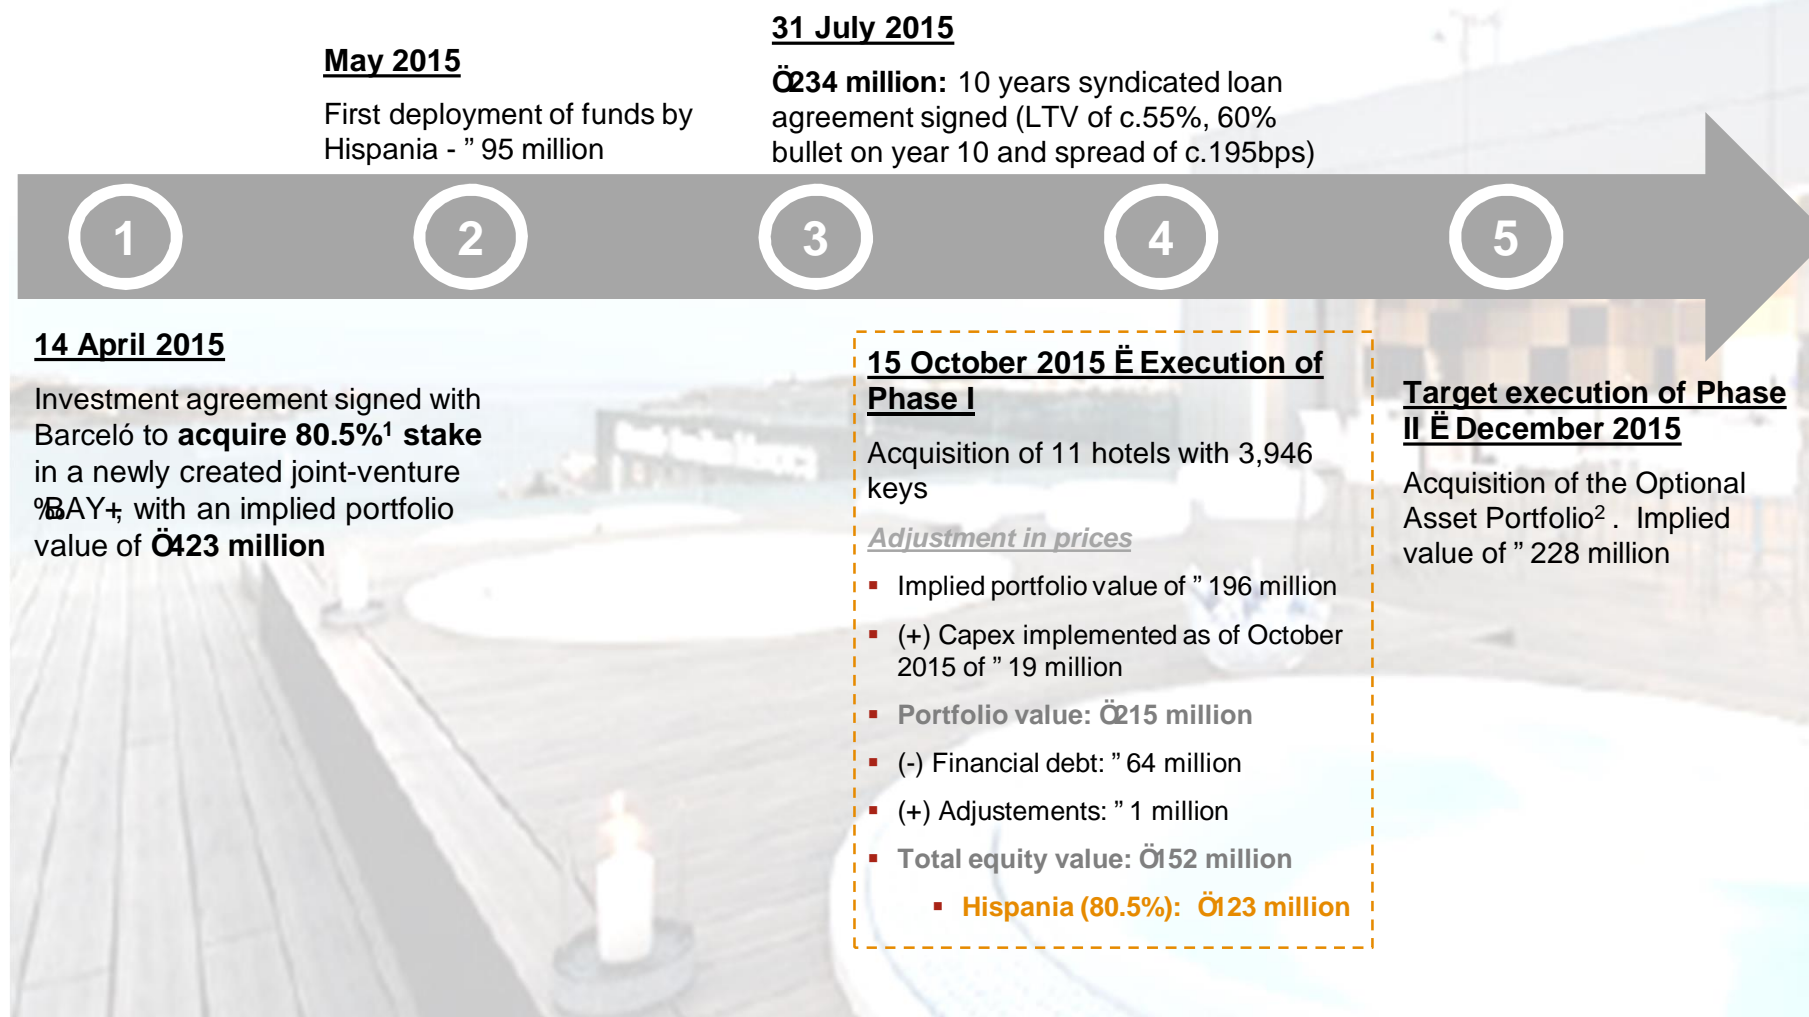 31 July 2015
May 2015
Ö234 million: 10 years syndicated loan
agreement signed (LTV of c.55%, 60%
bullet on year 10 and spread of c.195bps)
First deployment of funds by
Hispania - ” 95 million
1
2
3
4
5
14 April 2015
Investment agreement signed with
Barceló to acquire 80.5%¹ stake
in a newly created joint-venture
‰BAY+, with an implied portfolio
value of Ö423 million
15 October 2015 Ë Execution of
Phase I
Acquisition of 11 hotels with 3,946
keys
Adjustment in prices
▪ Implied portfolio value of ” 196 million
▪ (+) Capex implemented as of October
2015 of ” 19 million
▪ Portfolio value: Ö215 million
▪ (-) Financial debt: ” 64 million
▪ (+) Adjustements: ” 1 million
▪ Total equity value: Ö152 million
▪ Hispania (80.5%): Ö123 million
Target execution of Phase
II Ë December 2015
Acquisition of the Optional
Asset Portfolio² . Implied
value of ” 228 million